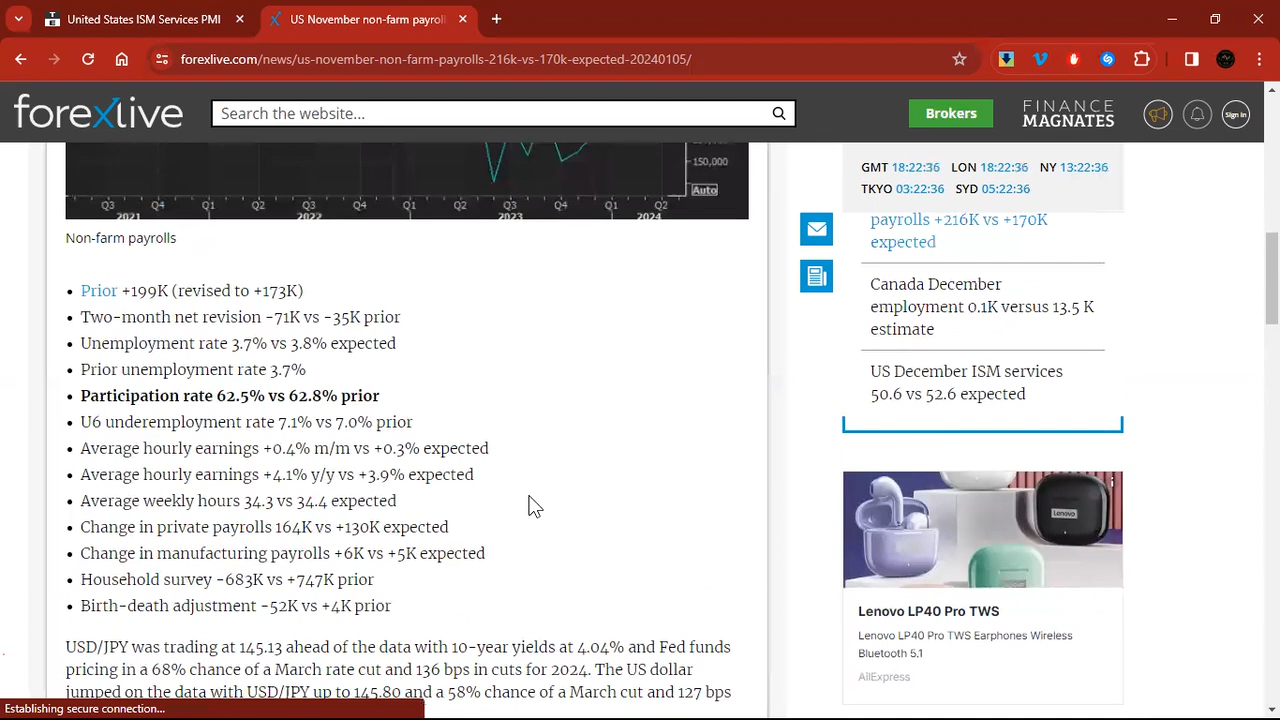 United States ISM Services PMI
US November non-farm payroll
forexlive.com/news/us-november-non-farm-payrolls-216k-vs-170k-expected-20240105/
forexlive
Search the website...
Brokers
FINANCE
MAGNATES
Sign in
150,000
Auto
Q3 Q4 Q1 Q2 Q3 Q4 Q1 Q2 Q3 Q4 Q1 Q2
2021 2022 2023 2024
Non-farm payrolls
• Prior +199K (revised to +173K)
• Two-month net revision -71K vs -35K prior
• Unemployment rate 3.7% vs 3.8% expected
• Prior unemployment rate 3.7%
• Participation rate 62.5% vs 62.8% prior
• U6 underemployment rate 7.1% vs 7.0% prior
• Average hourly earnings +0.4% m/m vs +0.3% expected
• Average hourly earnings +4.1% y/y vs +3.9% expected
• Average weekly hours 34.3 vs 34.4 expected
• Change in private payrolls 164K vs +130K expected
• Change in manufacturing payrolls +6K vs +5K expected
• Household survey -683K vs +747K prior
• Birth-death adjustment -52K vs +4K prior
USD/JPY was trading at 145.13 ahead of the data with 10-year yields at 4.04% and Fed funds
pricing in a 68% chance of a March rate cut and 136 bps in cuts for 2024. The US dollar
jumped on the data with USD/JPY up to 145.80 and a 58% chance of a March cut and 127 bps
GMT 18:22:36 LON 18:22:36 NY 13:22:36
TKYO 03:22:36 SYD 05:22:36
payrolls +216K vs +170K
expected
Canada December
employment 0.1K versus 13.5 K
estimate
US December ISM services
50.6 vs 52.6 expected
Lenovo
Lenovo LP40 Pro TWS
Lenovo LP40 Pro TWS Earphones Wireless
Bluetooth 5.1
AliExpress
Establishing secure connection...